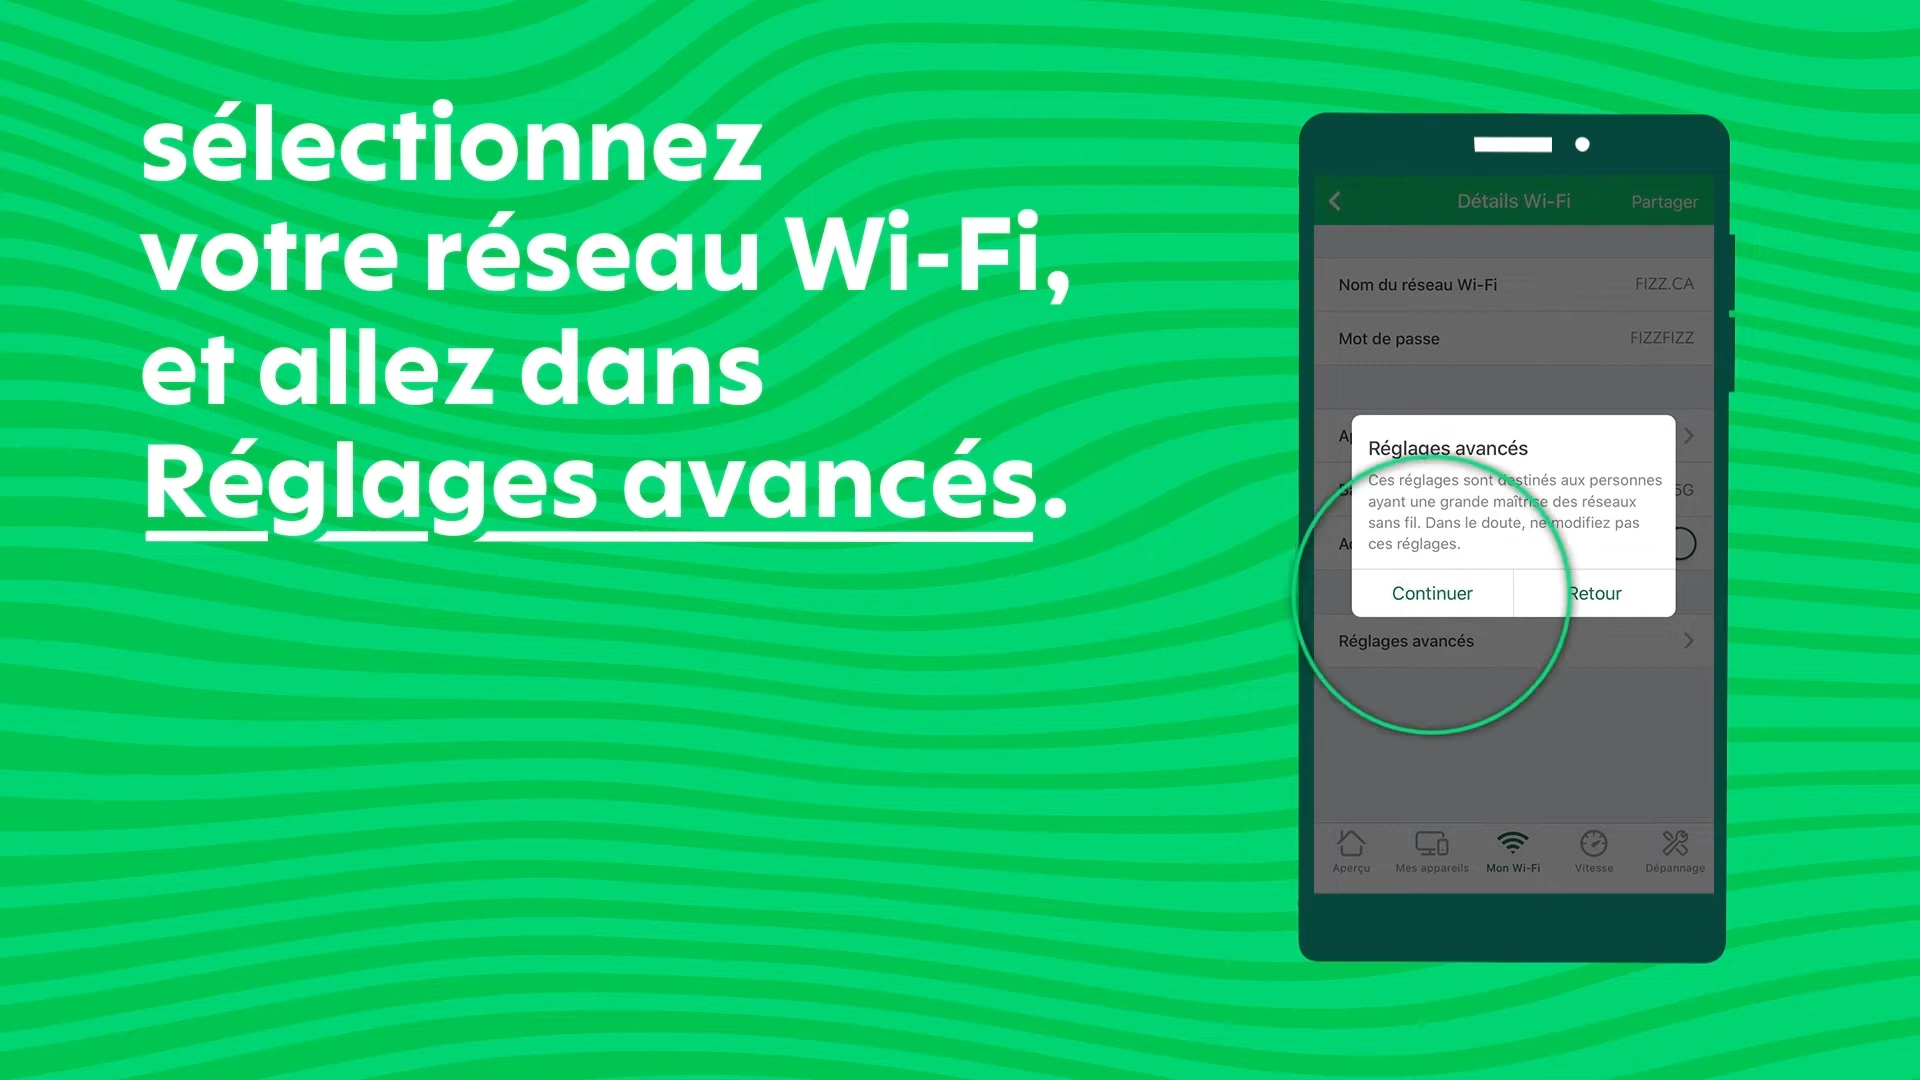 sélectionnez
votre réseau Wi-Fi,
et allez dans
Réglages avancés.
Détails Wi-Fi Partager
Nom du réseau Wi-Fi FIZZ.CA
Mot de passe FIZZFIZZ
Réglages avancés
Ces réglages sont destinés aux personnes
ayant une grande maîtrise des réseaux
sans fil. Dans le doute, ne modifiez pas
ces réglages.
Continuer Retour
Réglages avancés
Aperçu Mes appareils Mon Wi-Fi Vitesse Dépannage